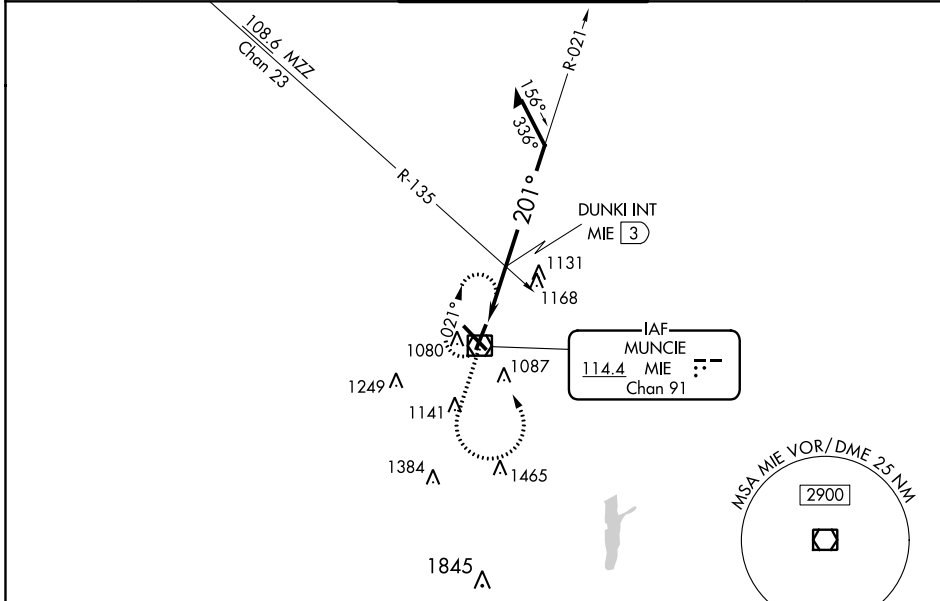 108.6 MZZ
Chan 23
R-135
R-021
156°
336°
201°
DUNKI INT
MIE 3
1131
1168
021°
1080
1087
IAF
MUNCIE
114.4 MIE
Chan 91
1249
1141
1384
1465
1845
MSA MIE VOR/DME 25 NM
2900